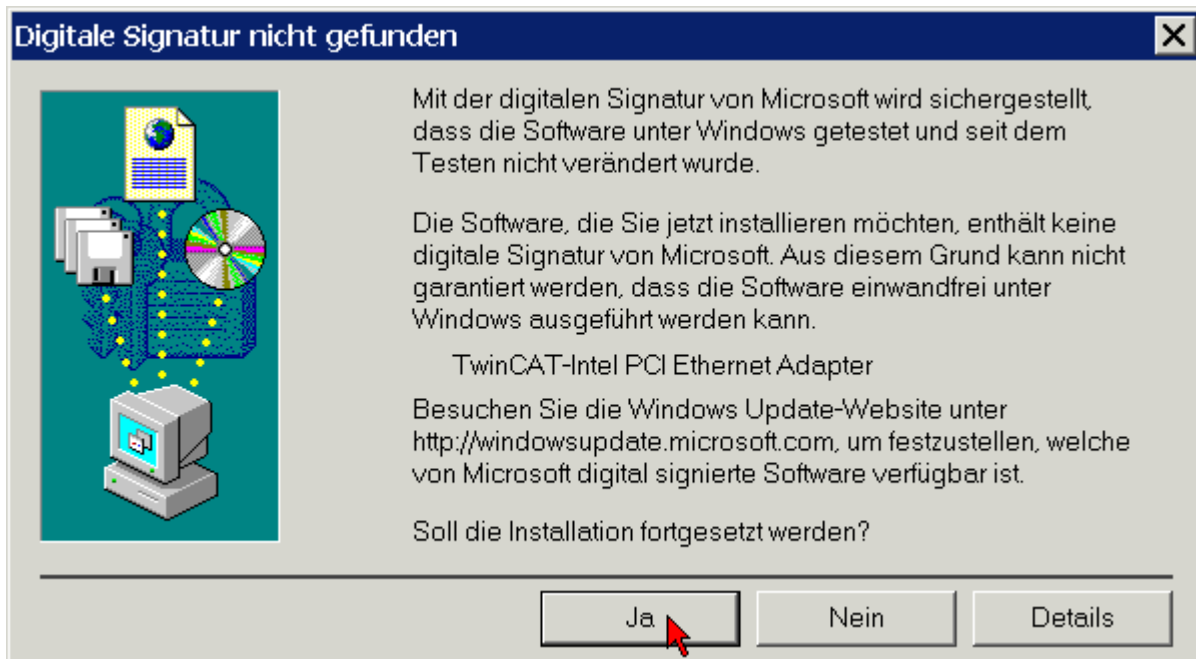 Digitale Signatur nicht gefunden
Mit der digitalen Signatur von Microsoft wird sichergestellt,
dass die Software unter Windows getestet und seit dem
Testen nicht verändert wurde.
Die Software, die Sie jetzt installieren möchten, enthält keine
digitale Signatur von Microsoft. Aus diesem Grund kann nicht
garantiert werden, dass die Software einwandfrei unter
Windows ausgeführt werden kann.
TwinCAT-Intel PCI Ethernet Adapter
Besuchen Sie die Windows Update-Website unter
http://windowsupdate.microsoft.com, um festzustellen, welche
von Microsoft digital signierte Software verfügbar ist.
Soll die Installation fortgesetzt werden?
Ja
Nein
Details